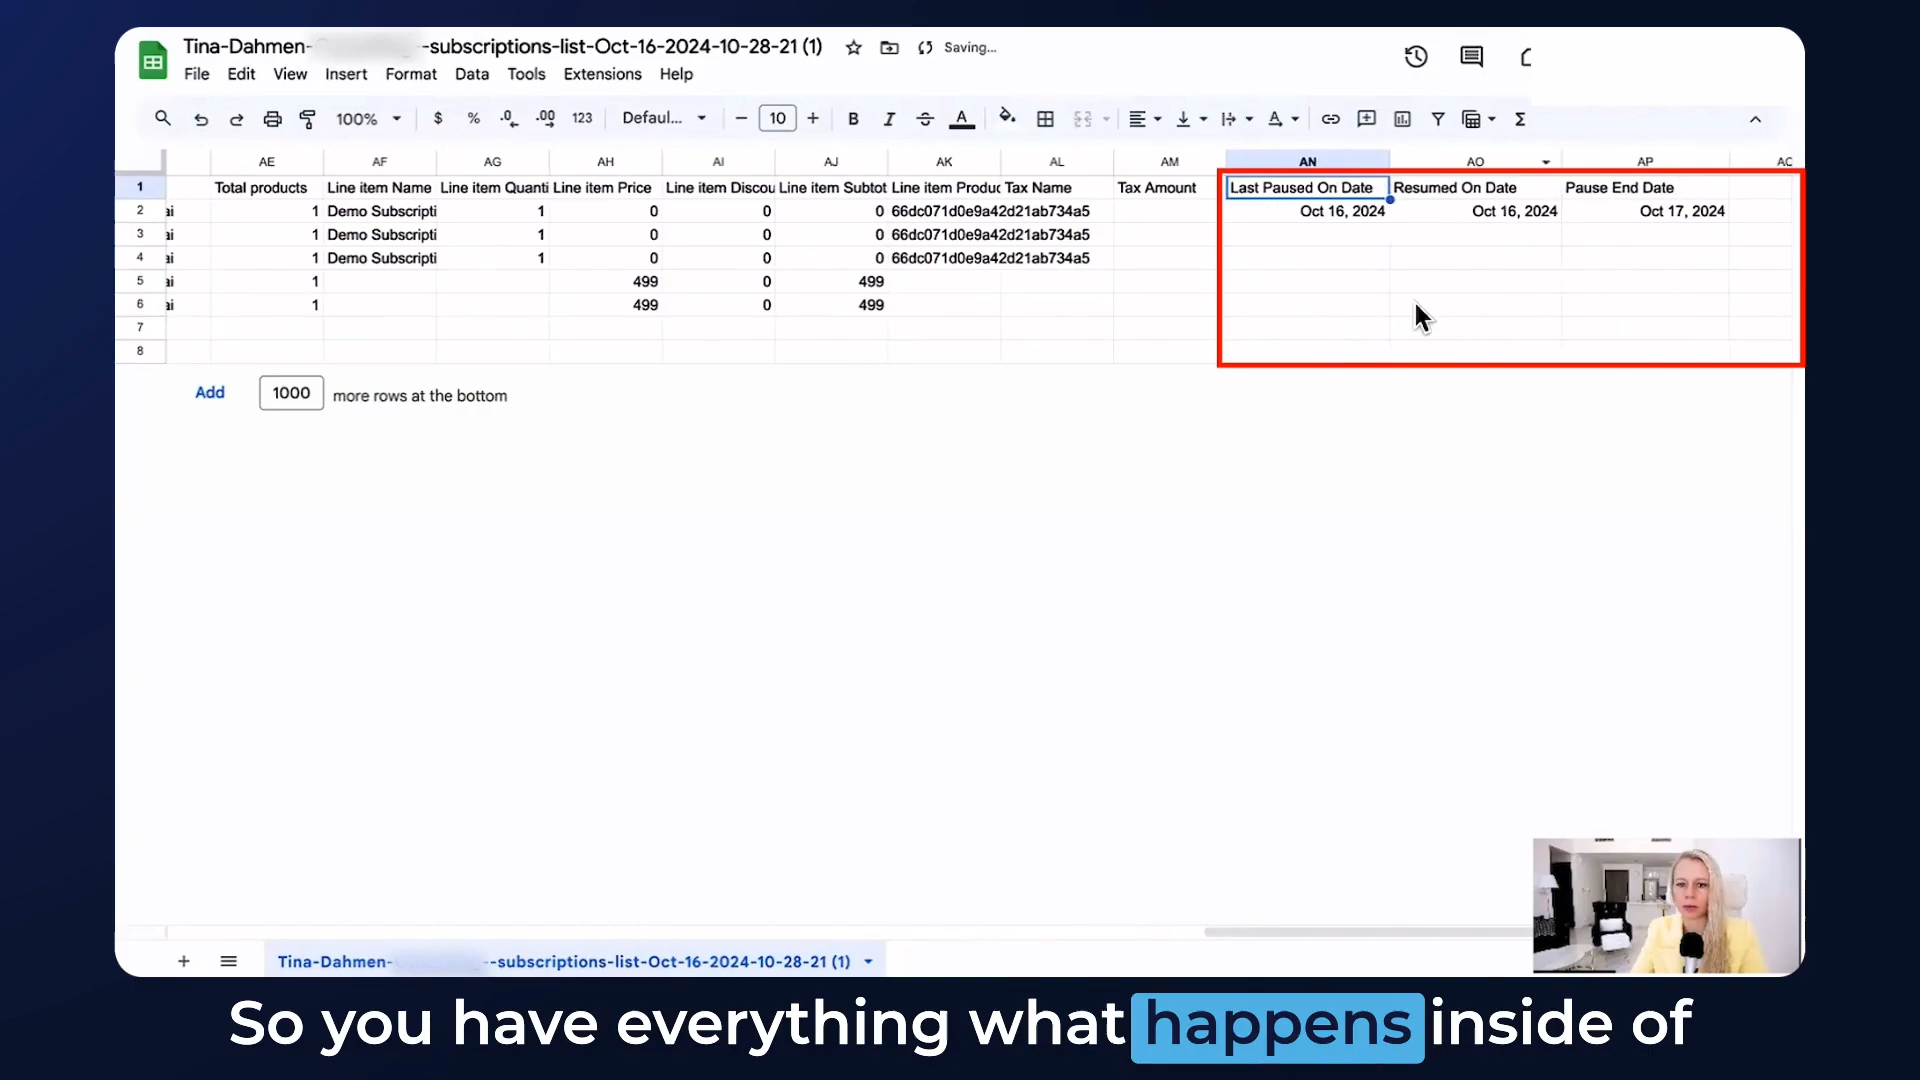 Tina-Dahmen- -subscriptions-list-Oct-16-2024-10-28-21 (1) Saving...
File Edit View Insert Format Data Tools Extensions Help
100% $ % .0 .00 123 Defaul... − 10 + B I S A Σ
AE AF AG AH AI AJ AK AL AM AN AO AP
1 Total products Line item Name Line item Quanti Line item Price Line item Discou Line item Subtot Line item Produc Tax Name Tax Amount Last Paused On Date Resumed On Date Pause End Date
2 ai 1 Demo Subscripti 1 0 0 0 66dc071d0e9a42d21ab734a5 Oct 16, 2024 Oct 16, 2024 Oct 17, 2024
3 ai 1 Demo Subscripti 1 0 0 0 66dc071d0e9a42d21ab734a5
4 ai 1 Demo Subscripti 1 0 0 0 66dc071d0e9a42d21ab734a5
5 ai 1 499 0 499
6 ai 1 499 0 499
7
8
Add 1000 more rows at the bottom
+ Tina-Dahmen- -subscriptions-list-Oct-16-2024-10-28-21 (1)
So you have everything what happens inside of